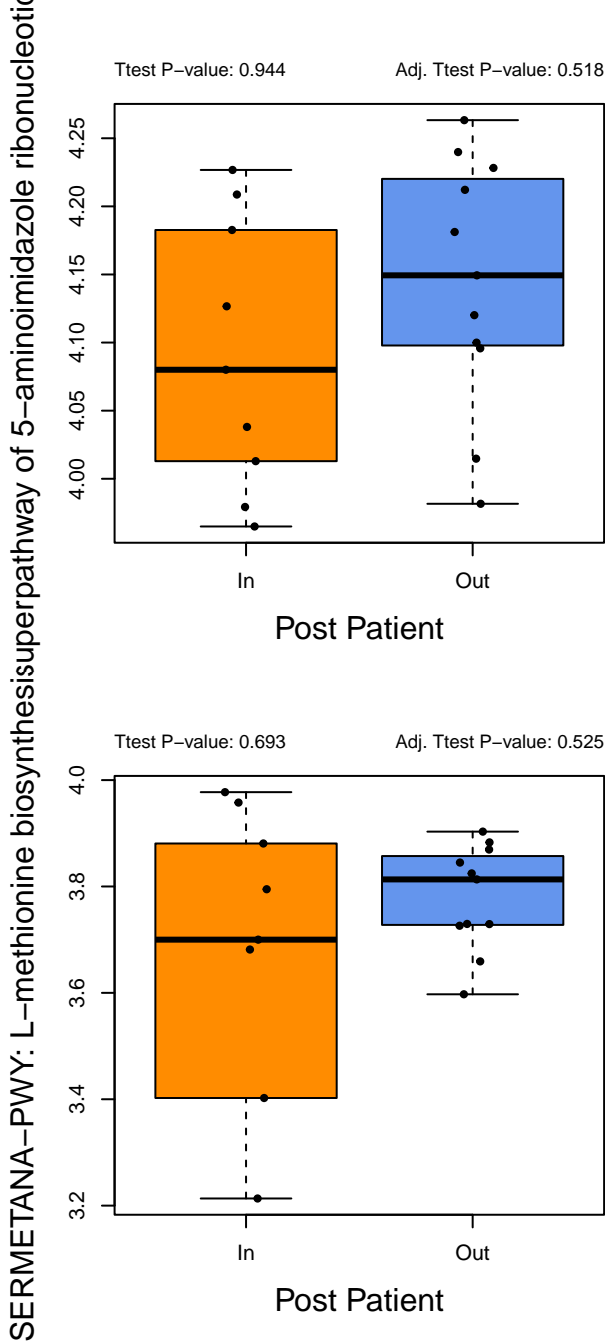 SERMETANA−PWY: L−methionine biosynthesisuperpathway of 5−aminoimidazole ribonucleoti
Ttest P−value: 0.944 Adj. Ttest P−value: 0.518
4.25
4.20
4.15
4.10
4.05
4.00
In Out
Post Patient
Ttest P−value: 0.693 Adj. Ttest P−value: 0.525
4.0
3.8
3.6
3.4
3.2
In Out
Post Patient